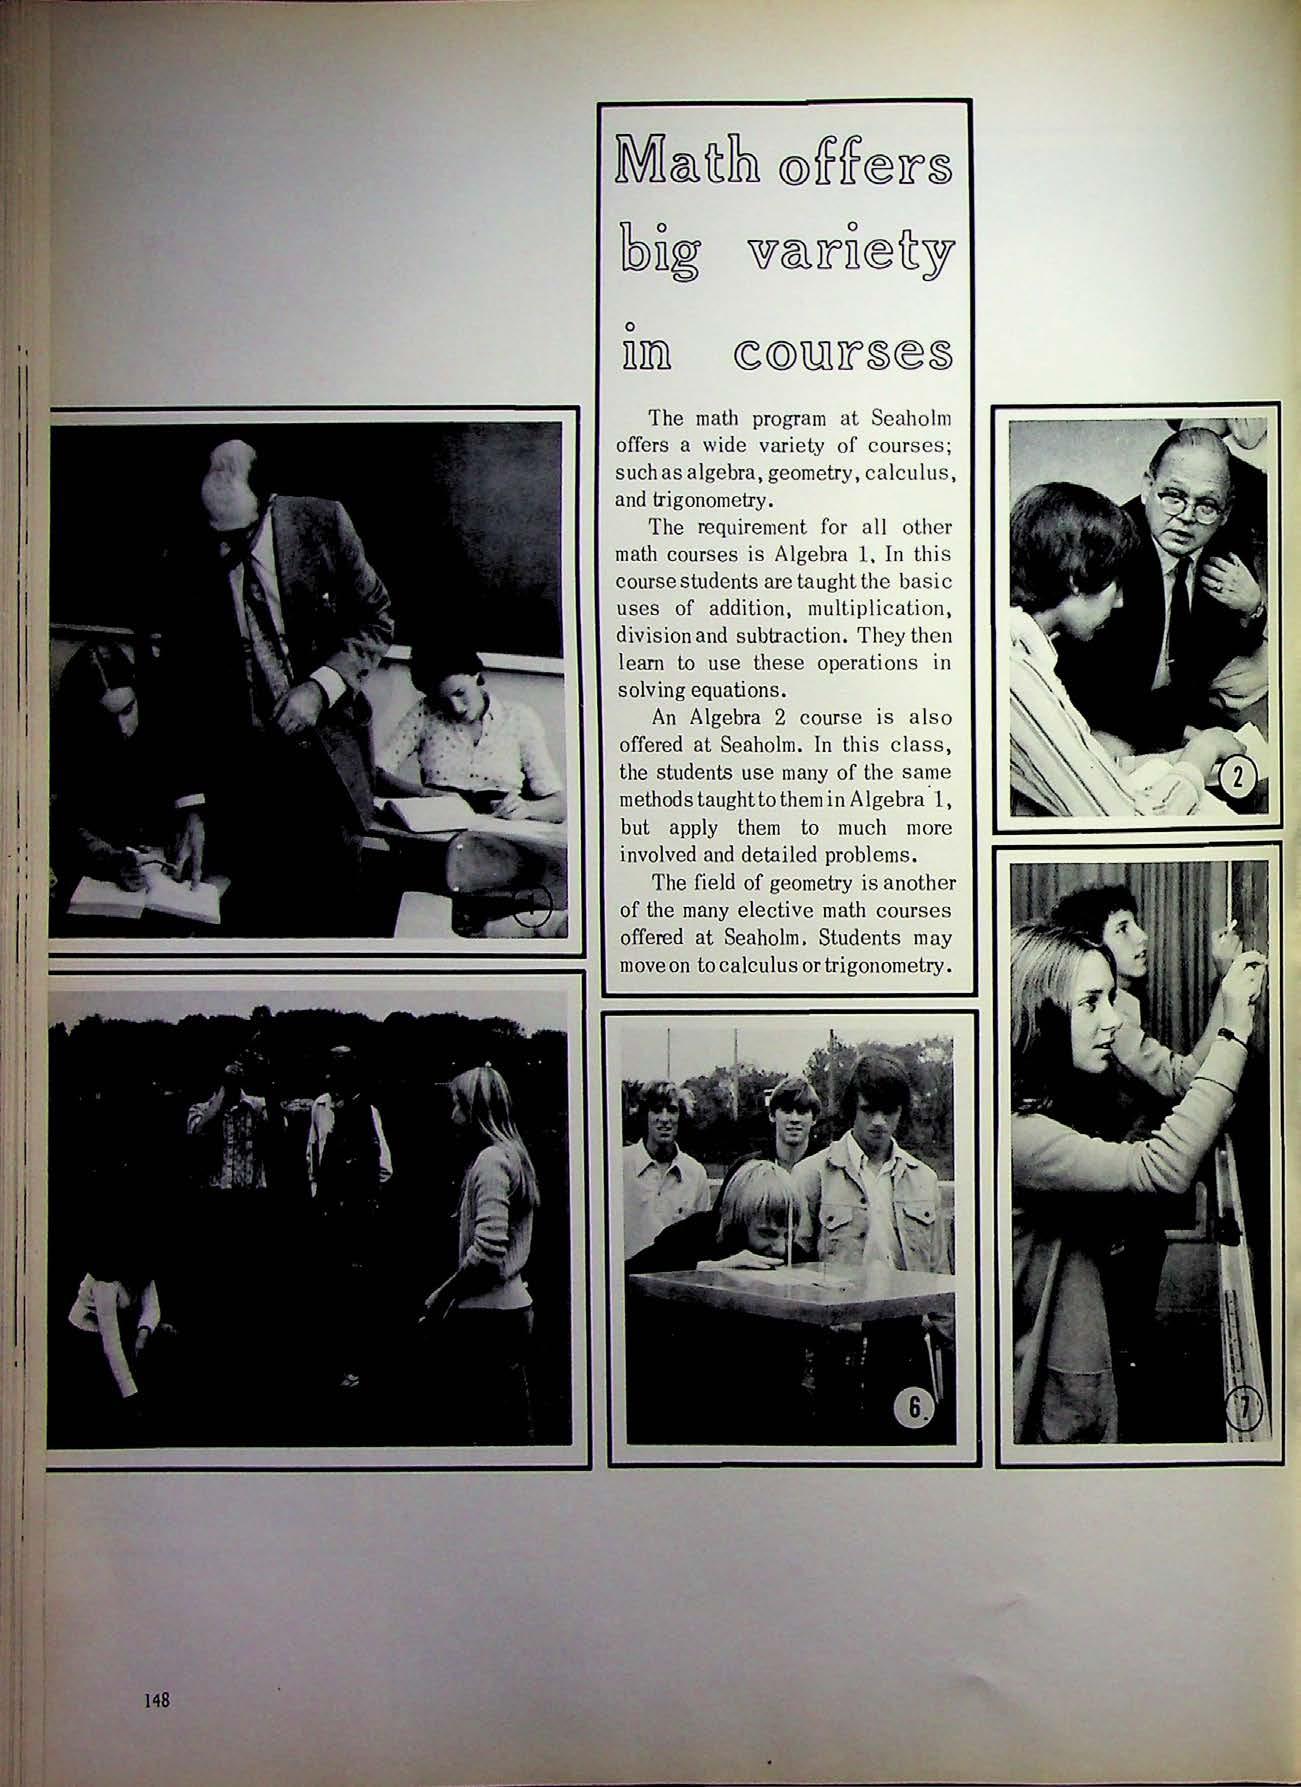 Math offers
big variety
in courses
The math program at Seaholm
offers a wide variety of courses;
such as algebra, geometry, calculus,
and trigonometry.
The requirement for all other
math courses is Algebra 1. In this
course students are taught the basic
uses of addition, multiplication,
division and subtraction. They then
learn to use these operations in
solving equations.
An Algebra 2 course is also
offered at Seaholm. In this class,
the students use many of the same
methods taught to them in Algebra 1,
but apply them to much more
involved and detailed problems.
The field of geometry is another
of the many elective math courses
offered at Seaholm. Students may
move on to calculus or trigonometry.
1
2
6
7
148